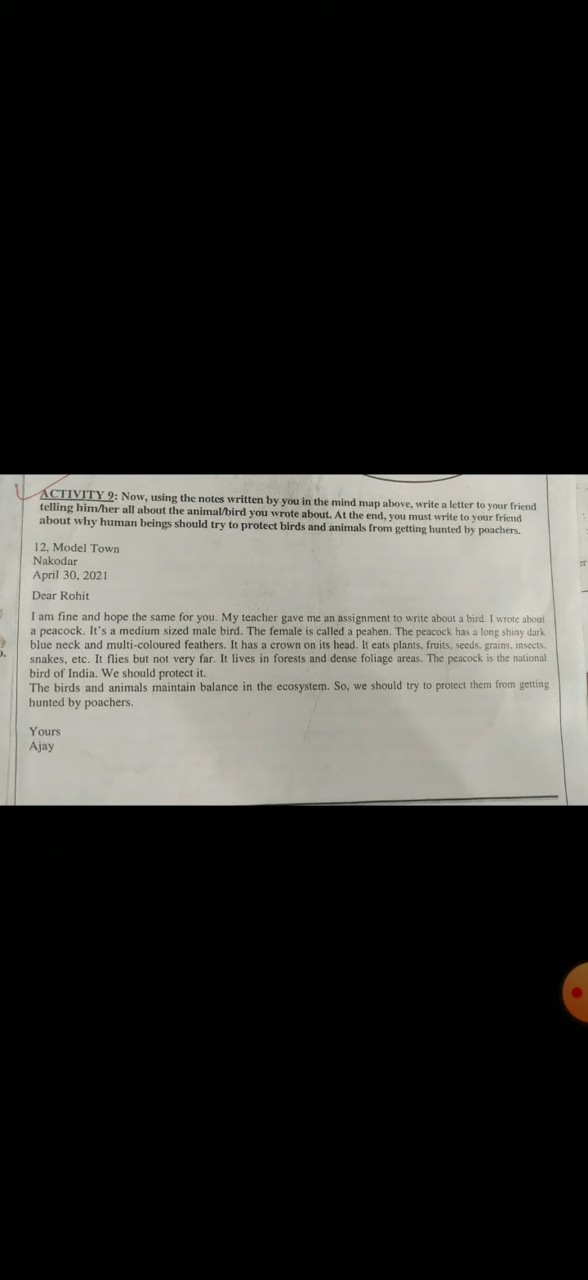 ACTIVITY 9: Now, using the notes written by you in the mind map above, write a letter to your friend
telling him/her all about the animal/bird you wrote about. At the end, you must write to your friend
about why human beings should try to protect birds and animals from getting hunted by poachers.
12, Model Town
Nakodar
April 30, 2021
Dear Rohit
I am fine and hope the same for you. My teacher gave me an assignment to write about a bird. I wrote about
a peacock. It's a medium sized male bird. The female is called a peahen. The peacock has a long shiny dark
blue neck and multi-coloured feathers. It has a crown on its head. It eats plants, fruits, seeds, grains, insects,
snakes, etc. It flies but not very far. It lives in forests and dense foliage areas. The peacock is the national
bird of India. We should protect it.
The birds and animals maintain balance in the ecosystem. So, we should try to protect them from getting
hunted by poachers.
Yours
Ajay